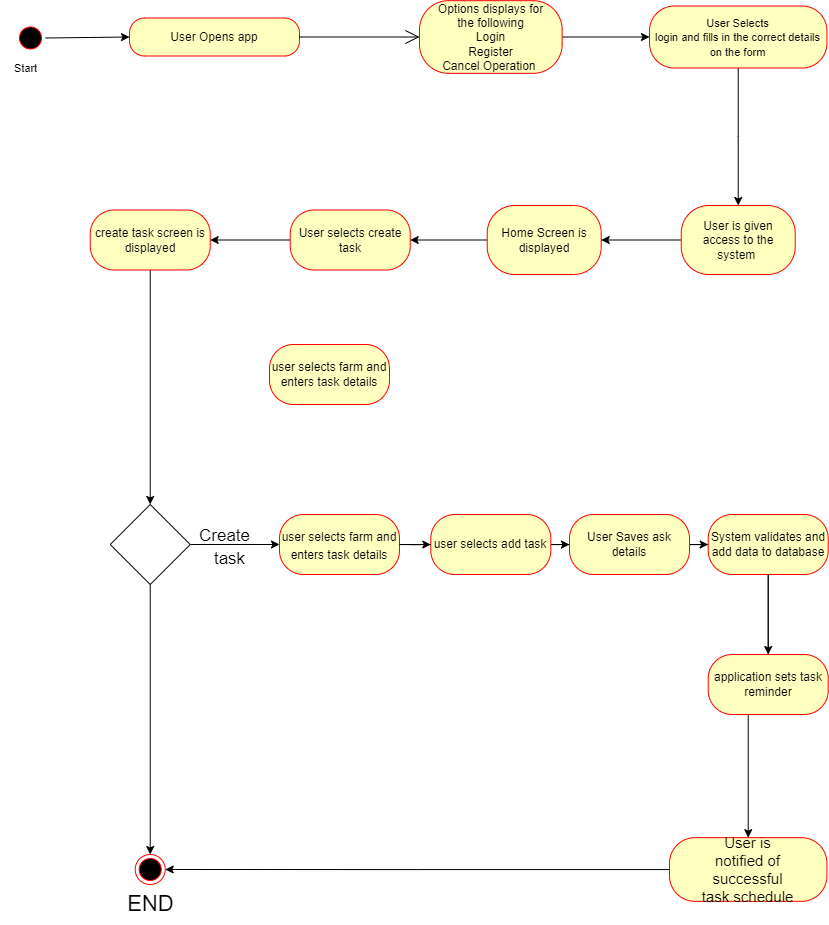 Start
User Opens app
Options displays for
the following
Login
Register
Cancel Operation
User Selects
login and fills in the correct details
on the form
create task screen is
displayed
User selects create
task
Home Screen is
displayed
User is given
access to the
system
user selects farm and
enters task details
Create
task
user selects farm and
enters task details
user selects add task
User Saves ask
details
System validates and
add data to database
application sets task
reminder
User is
notified of
successful
task schedule
END